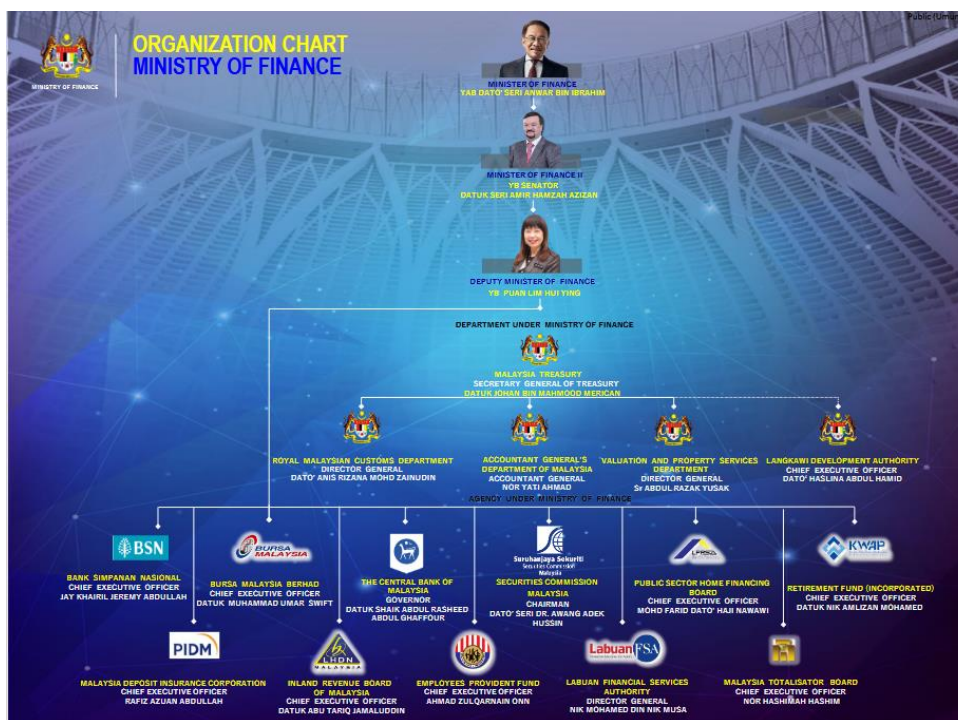 Public (Umum
ORGANIZATION CHART
MINISTRY OF FINANCE
MINISTRY OF FINANCE
MINISTER OF FINANCE
YAB DATO' SERI ANWAR BIN IBRAHIM
MINISTER OF FINANCE II
YB SENATOR
DATUK SERI AMIR HAMZAH AZIZAN
DEPUTY MINISTER OF FINANCE
YB PUAN LIM HUI YING
DEPARTMENT UNDER MINISTRY OF FINANCE
MALAYSIA TREASURY
SECRETARY GENERAL OF TREASURY
DATUK JOHAN BIN MAHMOOD MERICAN
ROYAL MALAYSIAN CUSTOMS DEPARTMENT
DIRECTOR GENERAL
DATO' ANIS RIZANA MOHD ZAINUDIN
ACCOUNTANT GENERAL'S
DEPARTMENT OF MALAYSIA
ACCOUNTANT GENERAL
NOR YATI AHMAD
VALUATION AND PROPERTY SERVICES
DEPARTMENT
DIRECTOR GENERAL
Sr ABDUL RAZAK YUSAK
LANGKAWI DEVELOPMENT AUTHORITY
CHIEF EXECUTIVE OFFICER
DATO' HASLINA ABDUL HAMID
AGENCY UNDER MINISTRY OF FINANCE
BSN
BANK SIMPANAN NASIONAL
CHIEF EXECUTIVE OFFICER
JAY KHAIRIL JEREMY ABDULLAH
BURSA
MALAYSIA
BURSA MALAYSIA BERHAD
CHIEF EXECUTIVE OFFICER
DATUK MUHAMMAD UMAR SWIFT
THE CENTRAL BANK OF
MALAYSIA
GOVERNOR
DATUK SHAIK ABDUL RASHEED
ABDUL GHAFFOUR
Suruhanjaya Sekuriti
Securities Commission
Malaysia
SECURITIES COMMISSION
MALAYSIA
CHAIRMAN
DATO' SERI DR. AWANG ADEK
HUSSIN
LPPSA
PUBLIC SECTOR HOME FINANCING
BOARD
CHIEF EXECUTIVE OFFICER
MOHD FARID DATO' HAJI NAWAWI
KWAP
RETIREMENT FUND (INCORPORATED)
CHIEF EXECUTIVE OFFICER
DATUK NIK AMLIZAN MOHAMED
PIDM
MALAYSIA DEPOSIT INSURANCE CORPORATION
CHIEF EXECUTIVE OFFICER
RAFIZ AZUAN ABDULLAH
LHDN
MALAYSIA
INLAND REVENUE BOARD
OF MALAYSIA
CHIEF EXECUTIVE OFFICER
DATUK ABU TARIQ JAMALUDDIN
EMPLOYEES PROVIDENT FUND
CHIEF EXECUTIVE OFFICER
AHMAD ZULQARNAIN ONN
Labuan FSA
LABUAN FINANCIAL SERVICES
AUTHORITY
DIRECTOR GENERAL
NIK MOHAMED DIN NIK MUSA
MALAYSIA TOTALISATOR BOARD
CHIEF EXECUTIVE OFFICER
NOR HASHIMAH HASHIM